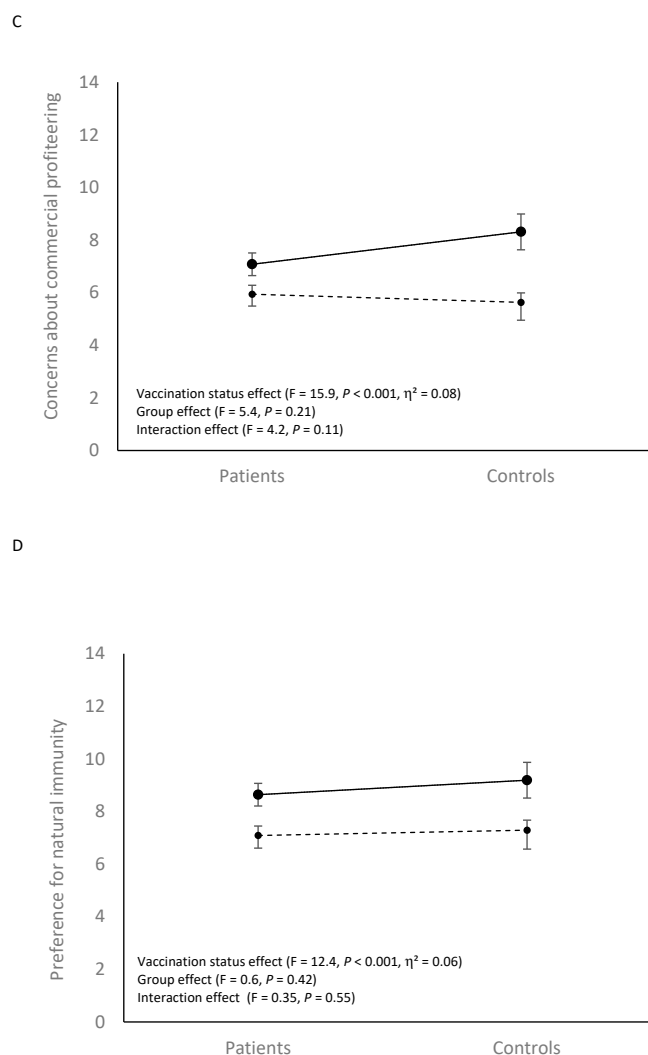 C
Concerns about commercial profiteering
14
12
10
8
6
4
2
0
Vaccination status effect (F = 15.9, P < 0.001, η² = 0.08)
Group effect (F = 5.4, P = 0.21)
Interaction effect (F = 4.2, P = 0.11)
Patients Controls
D
Preference for natural immunity
14
12
10
8
6
4
2
0
Vaccination status effect (F = 12.4, P < 0.001, η² = 0.06)
Group effect (F = 0.6, P = 0.42)
Interaction effect  (F = 0.35, P = 0.55)
Patients Controls